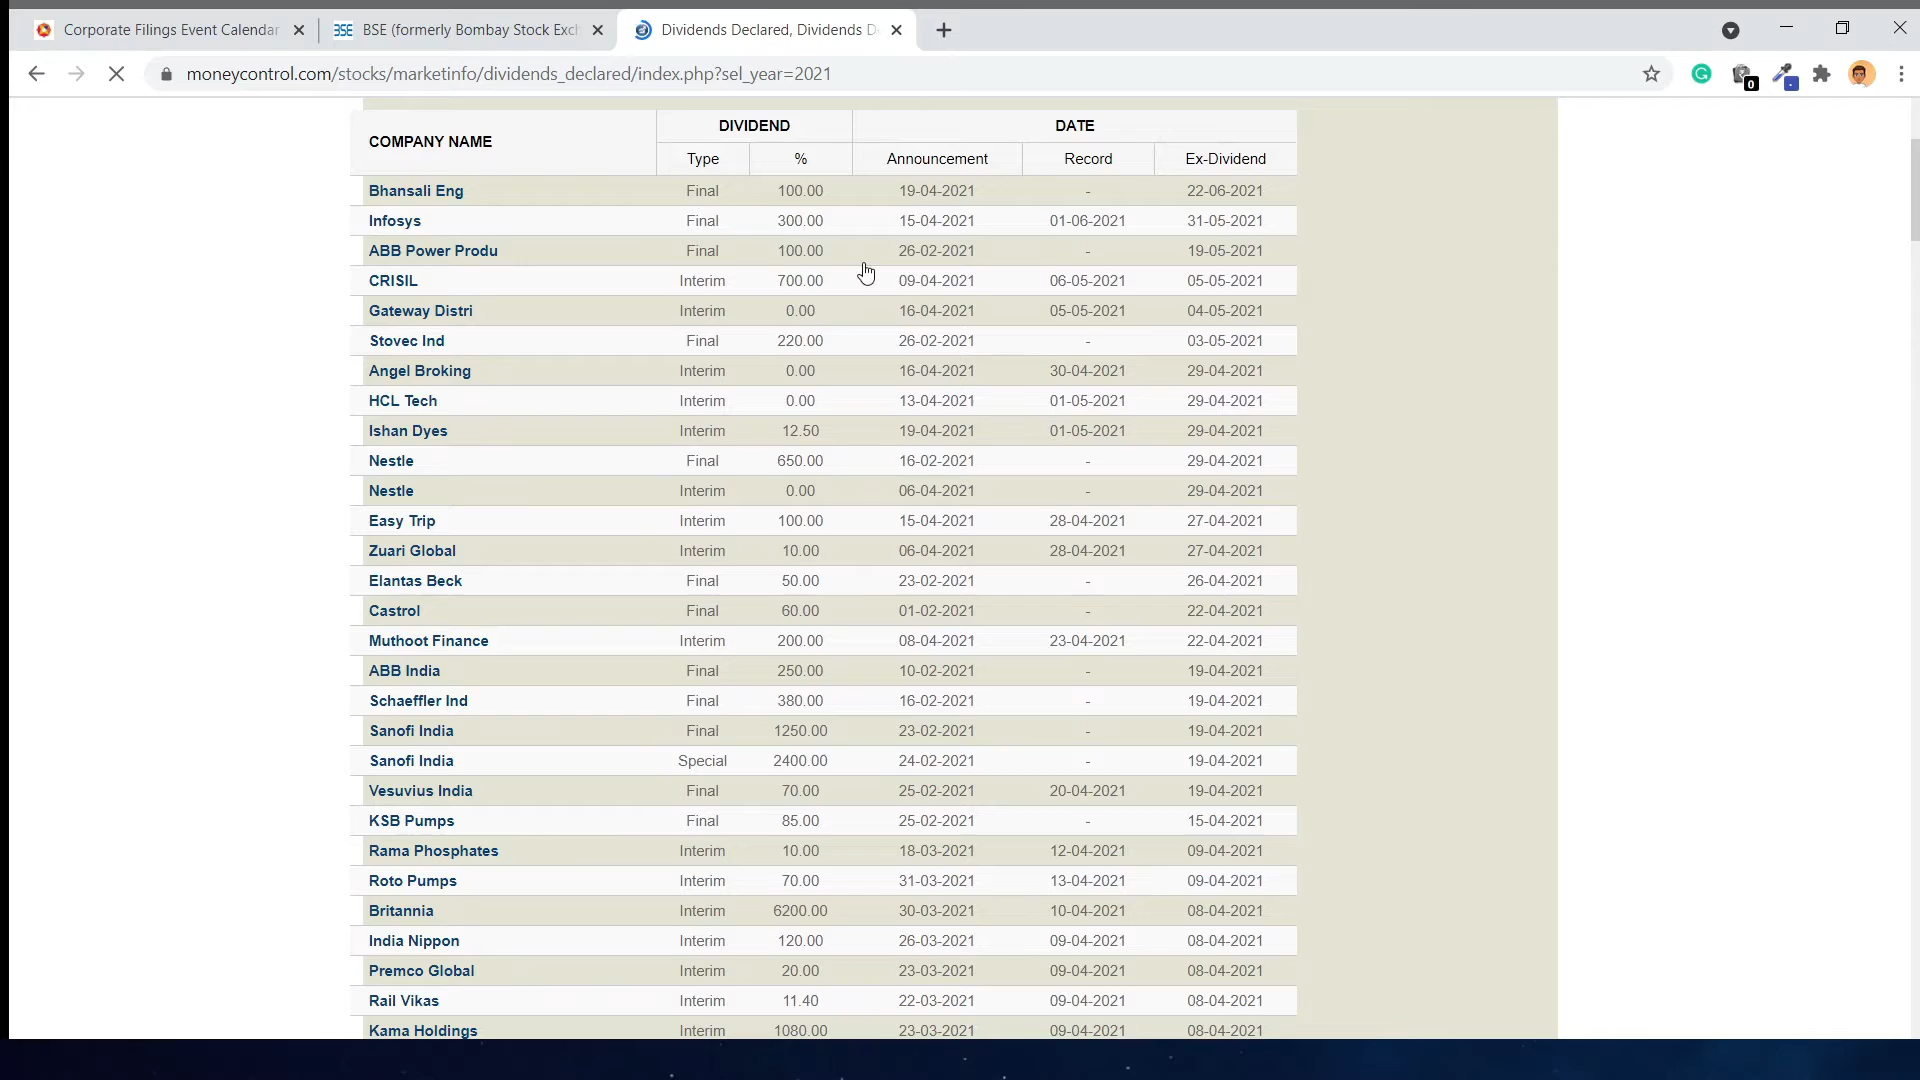 Corporate Filings Event Calendar
BSE (formerly Bombay Stock Exch
Dividends Declared, Dividends D
moneycontrol.com/stocks/marketinfo/dividends_declared/index.php?sel_year=2021
0
COMPANY NAME DIVIDEND DATE
Type % Announcement Record Ex-Dividend
Bhansali Eng Final 100.00 19-04-2021 - 22-06-2021
Infosys Final 300.00 15-04-2021 01-06-2021 31-05-2021
ABB Power Produ Final 100.00 26-02-2021 - 19-05-2021
CRISIL Interim 700.00 09-04-2021 06-05-2021 05-05-2021
Gateway Distri Interim 0.00 16-04-2021 05-05-2021 04-05-2021
Stovec Ind Final 220.00 26-02-2021 - 03-05-2021
Angel Broking Interim 0.00 16-04-2021 30-04-2021 29-04-2021
HCL Tech Interim 0.00 13-04-2021 01-05-2021 29-04-2021
Ishan Dyes Interim 12.50 19-04-2021 01-05-2021 29-04-2021
Nestle Final 650.00 16-02-2021 - 29-04-2021
Nestle Interim 0.00 06-04-2021 - 29-04-2021
Easy Trip Interim 100.00 15-04-2021 28-04-2021 27-04-2021
Zuari Global Interim 10.00 06-04-2021 28-04-2021 27-04-2021
Elantas Beck Final 50.00 23-02-2021 - 26-04-2021
Castrol Final 60.00 01-02-2021 - 22-04-2021
Muthoot Finance Interim 200.00 08-04-2021 23-04-2021 22-04-2021
ABB India Final 250.00 10-02-2021 - 19-04-2021
Schaeffler Ind Final 380.00 16-02-2021 - 19-04-2021
Sanofi India Final 1250.00 23-02-2021 - 19-04-2021
Sanofi India Special 2400.00 24-02-2021 - 19-04-2021
Vesuvius India Final 70.00 25-02-2021 20-04-2021 19-04-2021
KSB Pumps Final 85.00 25-02-2021 - 15-04-2021
Rama Phosphates Interim 10.00 18-03-2021 12-04-2021 09-04-2021
Roto Pumps Interim 70.00 31-03-2021 13-04-2021 09-04-2021
Britannia Interim 6200.00 30-03-2021 10-04-2021 08-04-2021
India Nippon Interim 120.00 26-03-2021 09-04-2021 08-04-2021
Premco Global Interim 20.00 23-03-2021 09-04-2021 08-04-2021
Rail Vikas Interim 11.40 22-03-2021 09-04-2021 08-04-2021
Kama Holdings Interim 1080.00 23-03-2021 09-04-2021 08-04-2021